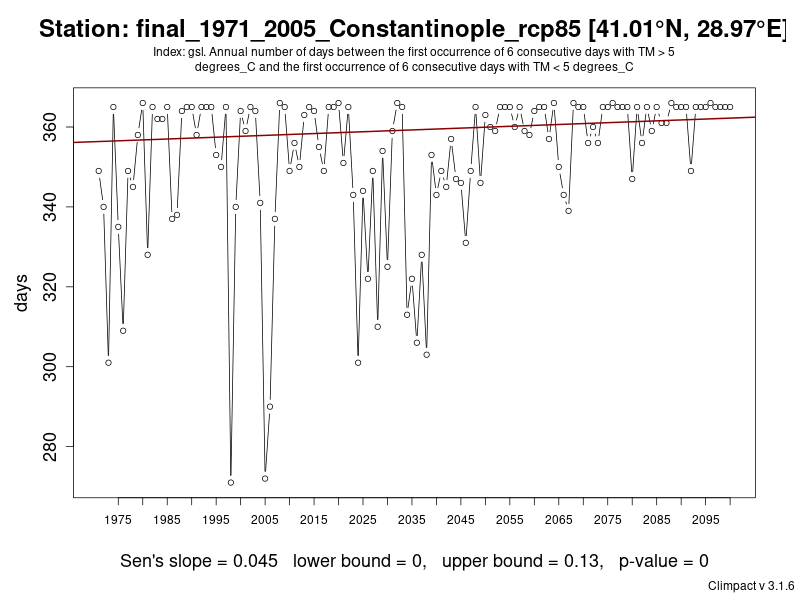 Station: final_1971_2005_Constantinople_rcp85 [41.01°N, 28.97°E]
Index: gsl. Annual number of days between the first occurrence of 6 consecutive days with TM > 5
degrees_C and the first occurrence of 6 consecutive days with TM < 5 degrees_C
360
340
320
300
280
days
1975 1985 1995 2005 2015 2025 2035 2045 2055 2065 2075 2085 2095
Sen's slope = 0.045 lower bound = 0, upper bound = 0.13, p-value = 0
Climpact v 3.1.6